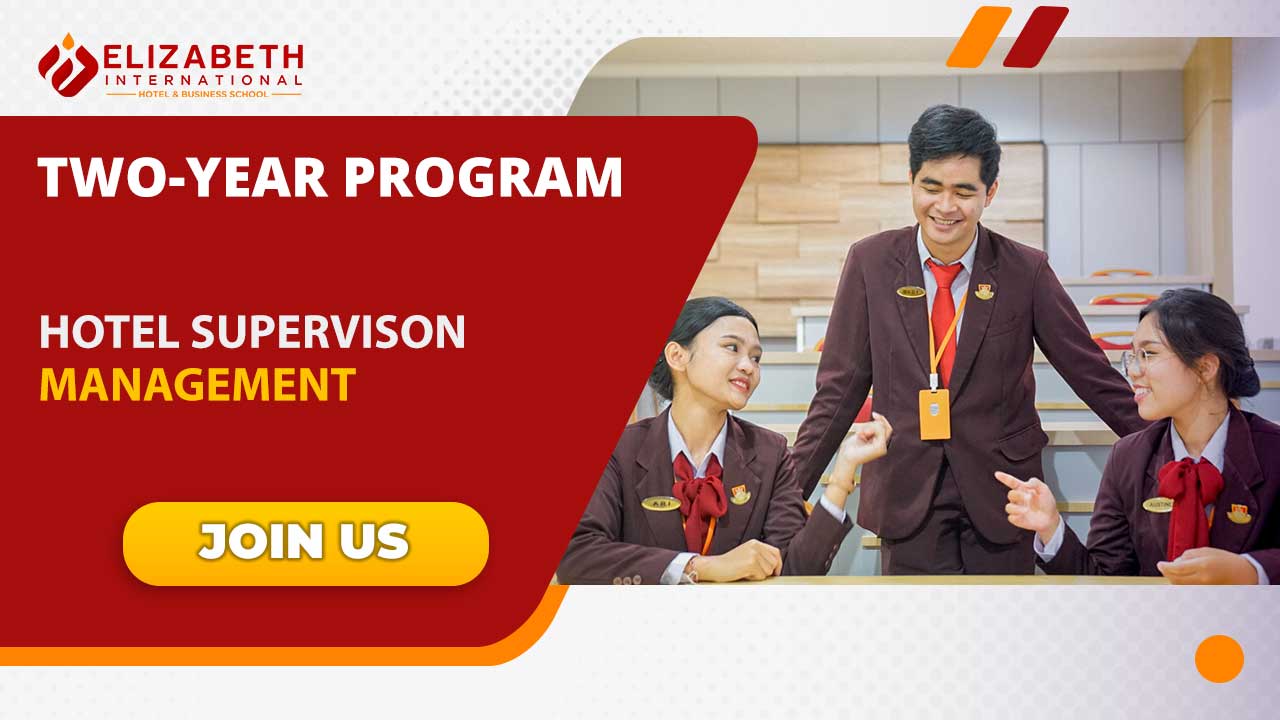 ELIZABETH
INTERNATIONAL
HOTEL & BUSINESS SCHOOL
TWO-YEAR PROGRAM
HOTEL SUPERVISON
MANAGEMENT
JOIN US